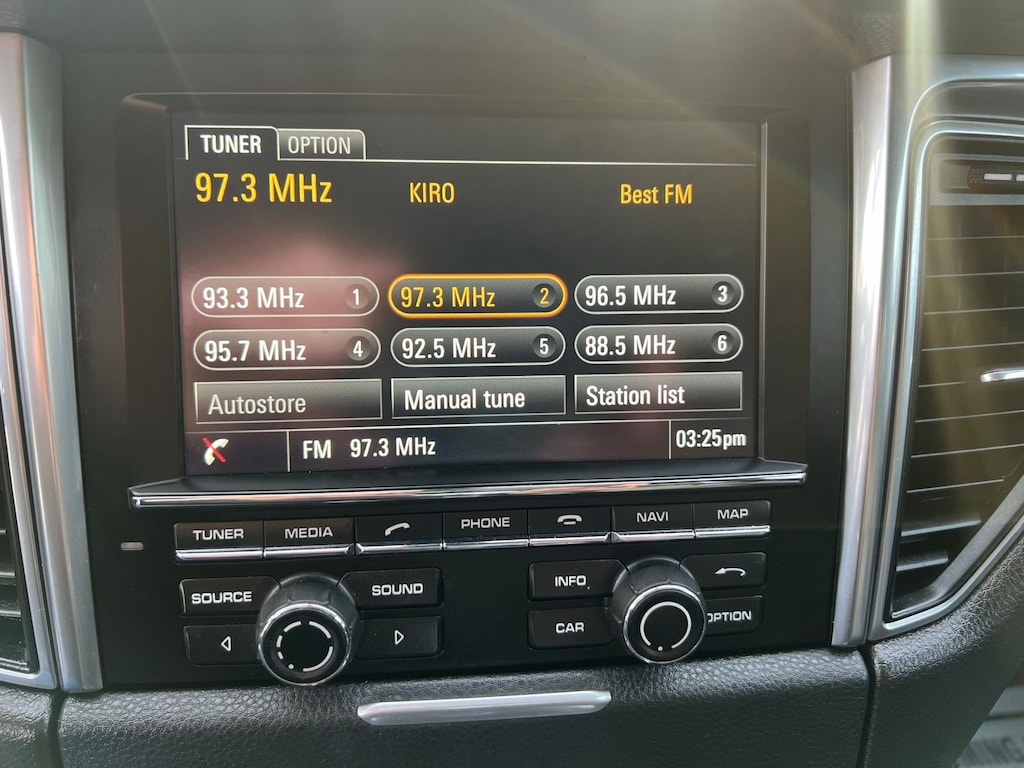 TUNER OPTION
97.3 MHz KIRO Best FM
93.3 MHz 1 97.3 MHz 2 96.5 MHz 3
95.7 MHz 4 92.5 MHz 5 88.5 MHz 6
Autostore Manual tune Station list
FM 97.3 MHz 03:25pm
TUNER MEDIA PHONE NAVI MAP
SOURCE SOUND INFO
CAR OPTION